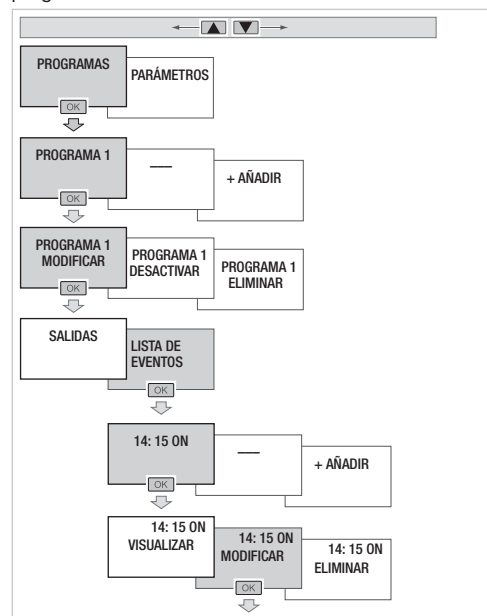 PROGRAMAS
PARÁMETROS
OK
PROGRAMA 1
+ AÑADIR
OK
PROGRAMA 1
MODIFICAR
PROGRAMA 1
DESACTIVAR
PROGRAMA 1
ELIMINAR
OK
SALIDAS
LISTA DE
EVENTOS
OK
14: 15 ON
+ AÑADIR
OK
14: 15 ON
VISUALIZAR
14: 15 ON
MODIFICAR
14: 15 ON
ELIMINAR
OK